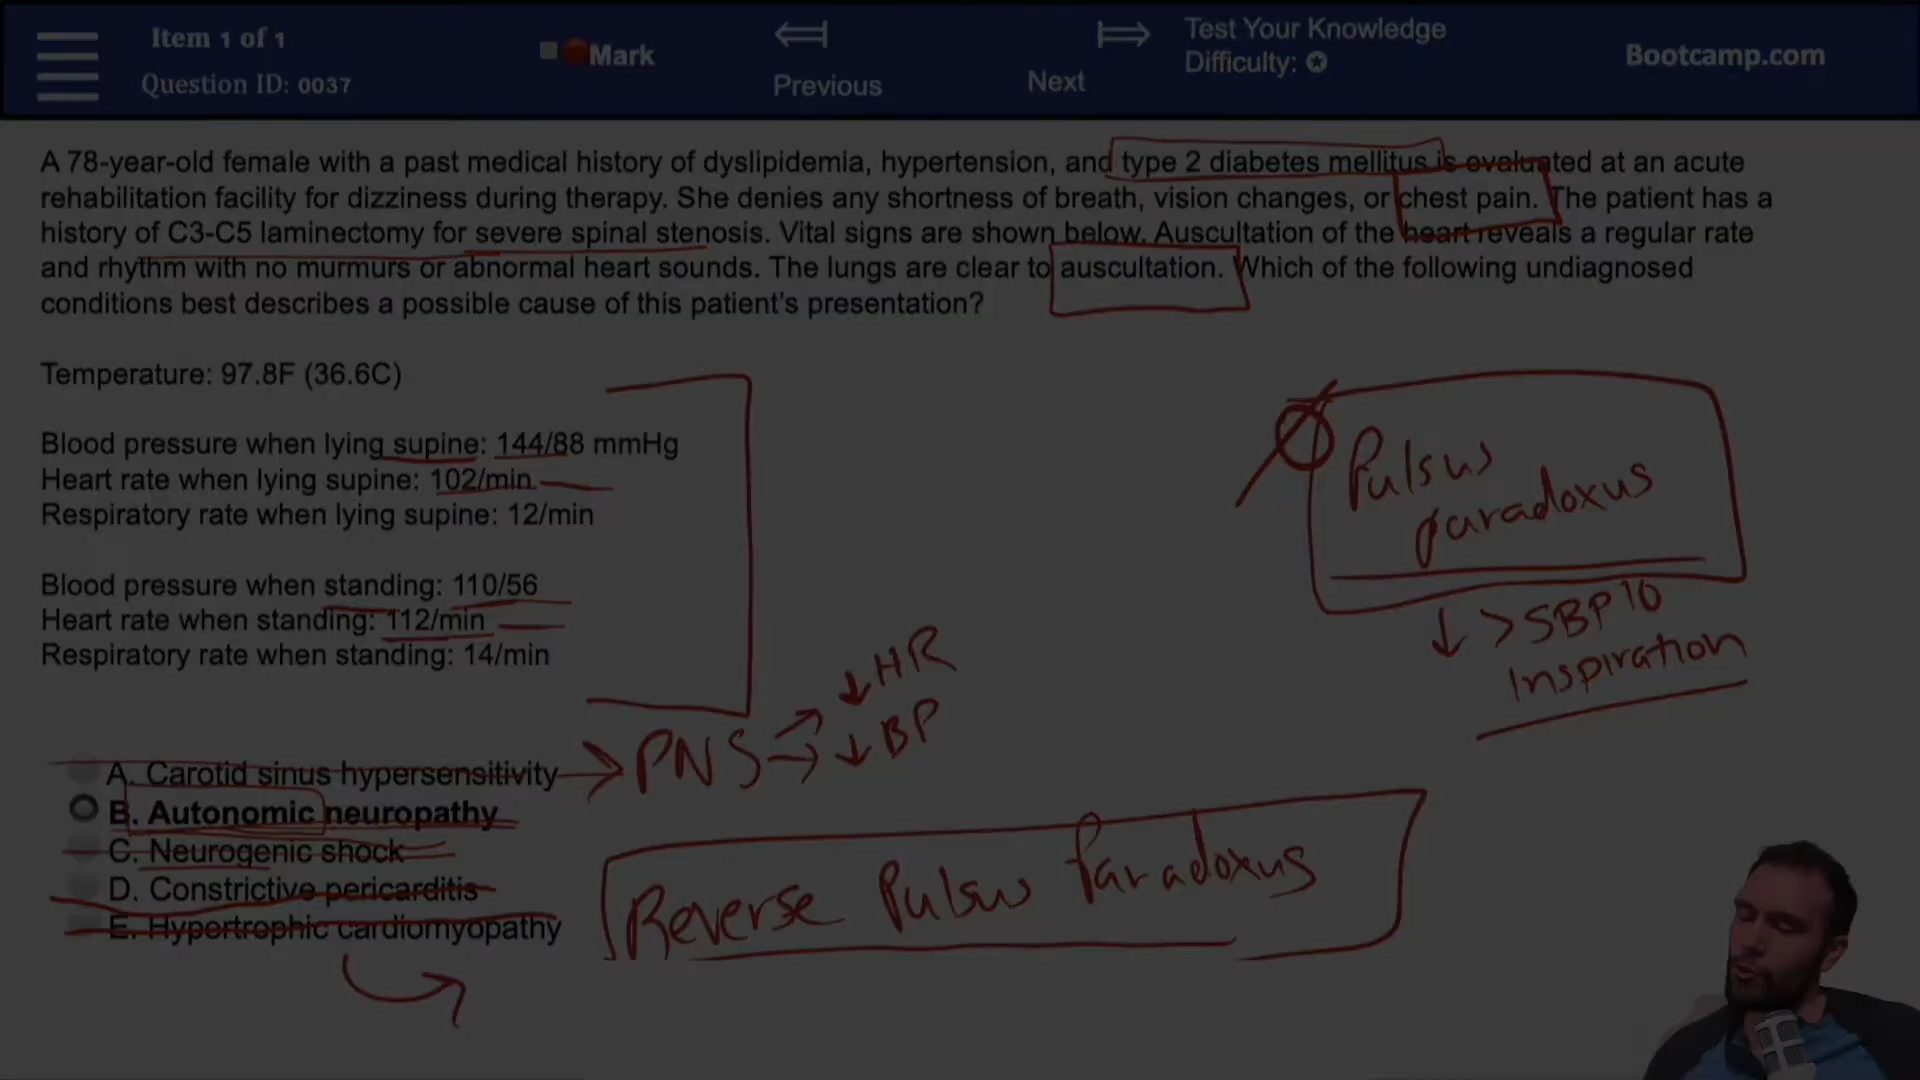 Item 1 of 1
Question ID: 0037
Mark
Previous
Next
Test Your Knowledge
Difficulty:
Bootcamp.com
A 78-year-old female with a past medical history of dyslipidemia, hypertension, and type 2 diabetes mellitus is evaluated at an acute
rehabilitation facility for dizziness during therapy. She denies any shortness of breath, vision changes, or chest pain. The patient has a
history of C3-C5 laminectomy for severe spinal stenosis. Vital signs are shown below. Auscultation of the heart reveals a regular rate
and rhythm with no murmurs or abnormal heart sounds. The lungs are clear to auscultation. Which of the following undiagnosed
conditions best describes a possible cause of this patient's presentation?
Temperature: 97.8F (36.6C)
Blood pressure when lying supine: 144/88 mmHg
Heart rate when lying supine: 102/min
Respiratory rate when lying supine: 12/min
Blood pressure when standing: 110/56
Heart rate when standing: 112/min
Respiratory rate when standing: 14/min
Pulsus
paradoxus
↓ > SBP 10
Inspiration
A. Carotid sinus hypersensitivity
B. Autonomic neuropathy
C. Neurogenic shock
D. Constrictive pericarditis
E. Hypertrophic cardiomyopathy
PNS
↓ HR
↓ BP
Reverse Pulsus Paradoxus